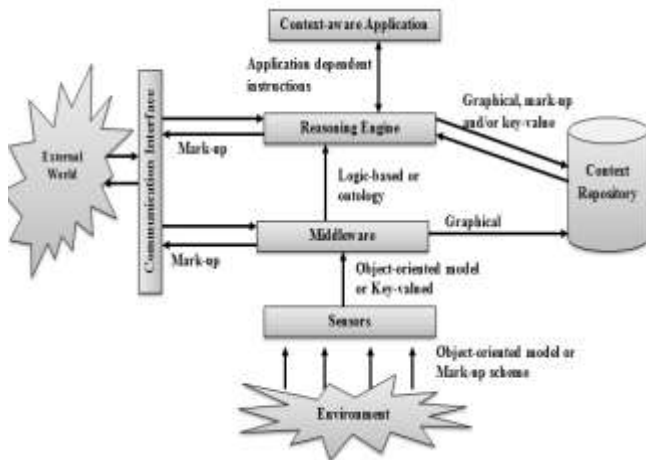 Context-aware Application
Application dependent
instructions
Graphical, mark-up
and/or key-value
Reasoning Engine
Mark-up
External
World
Communication Interface
Context
Repository
Logic-based or
ontology
Middleware
Graphical
Mark-up
Object-oriented model
or Key-valued
Sensors
Object-oriented model or
Mark-up scheme
Environment